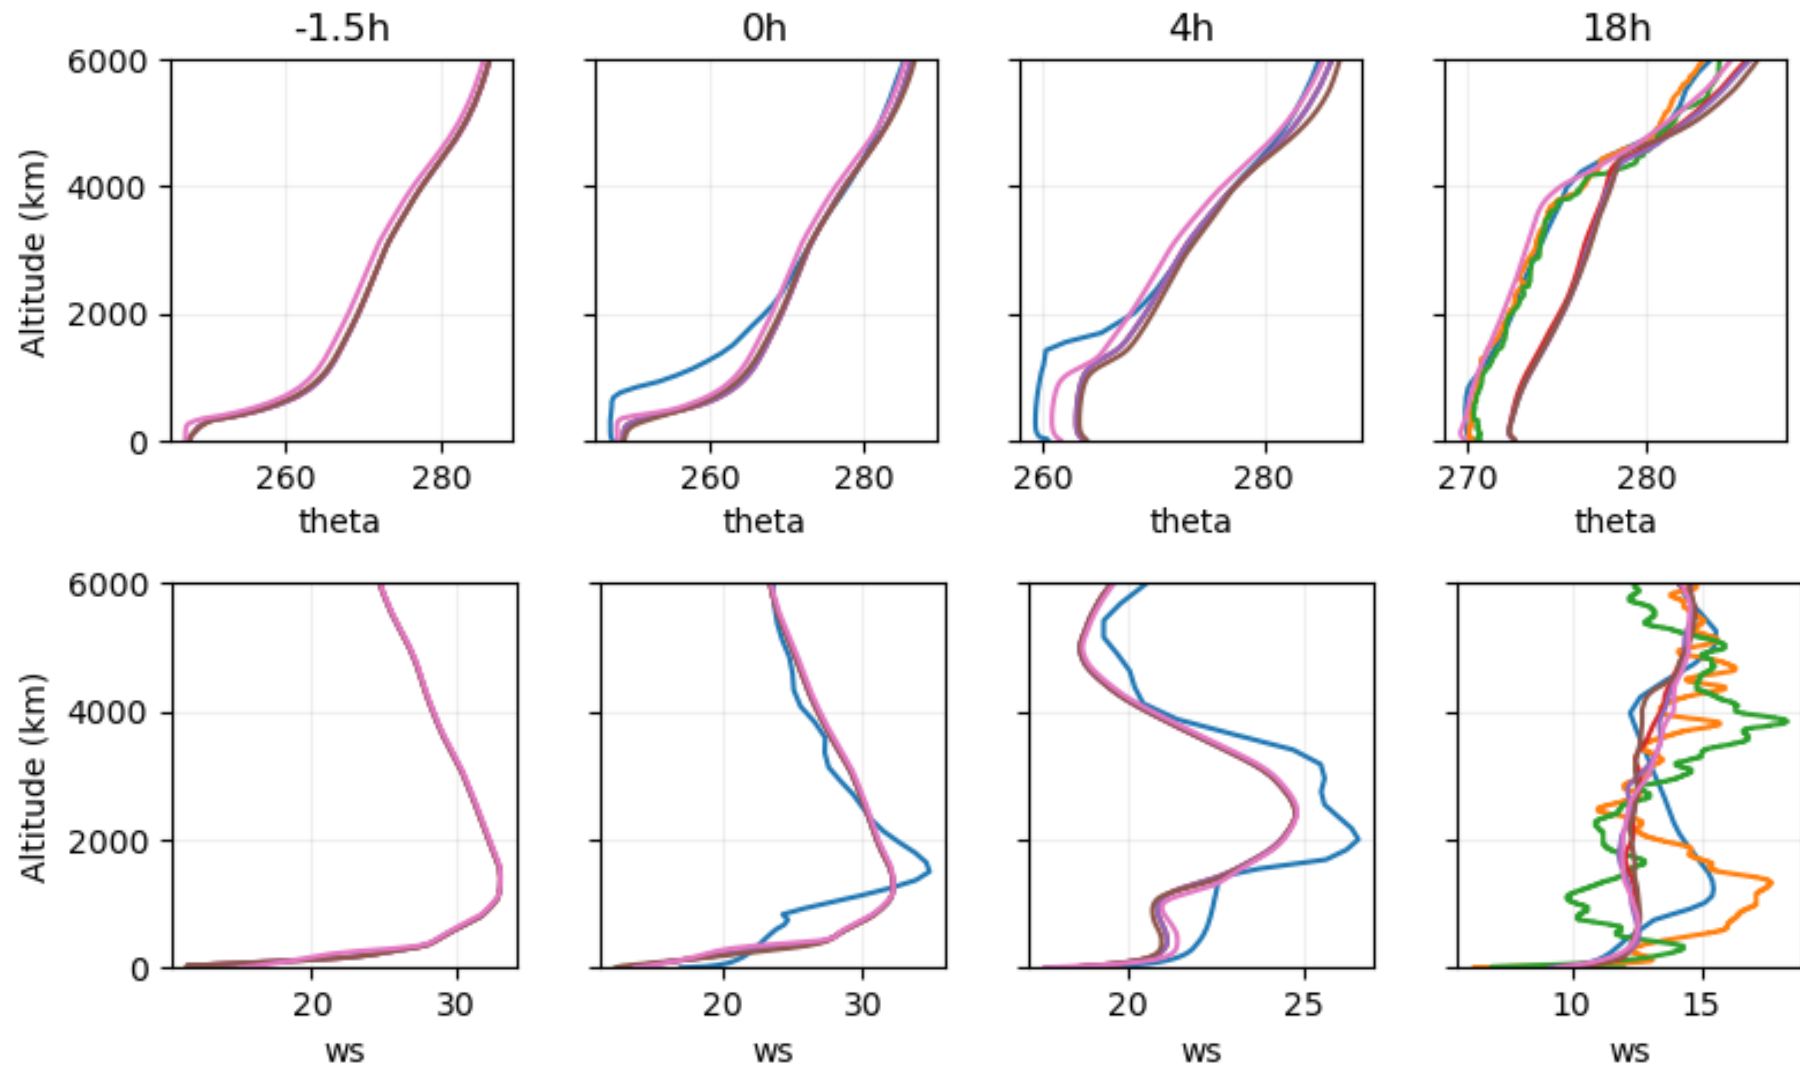 -1.5h 0h 4h 18h
Altitude (km)
6000
4000
2000
0
260 280 260 280 260 280 270 280
theta theta theta theta
Altitude (km)
6000
4000
2000
0
20 30 20 30 20 25 10 15
ws ws ws ws